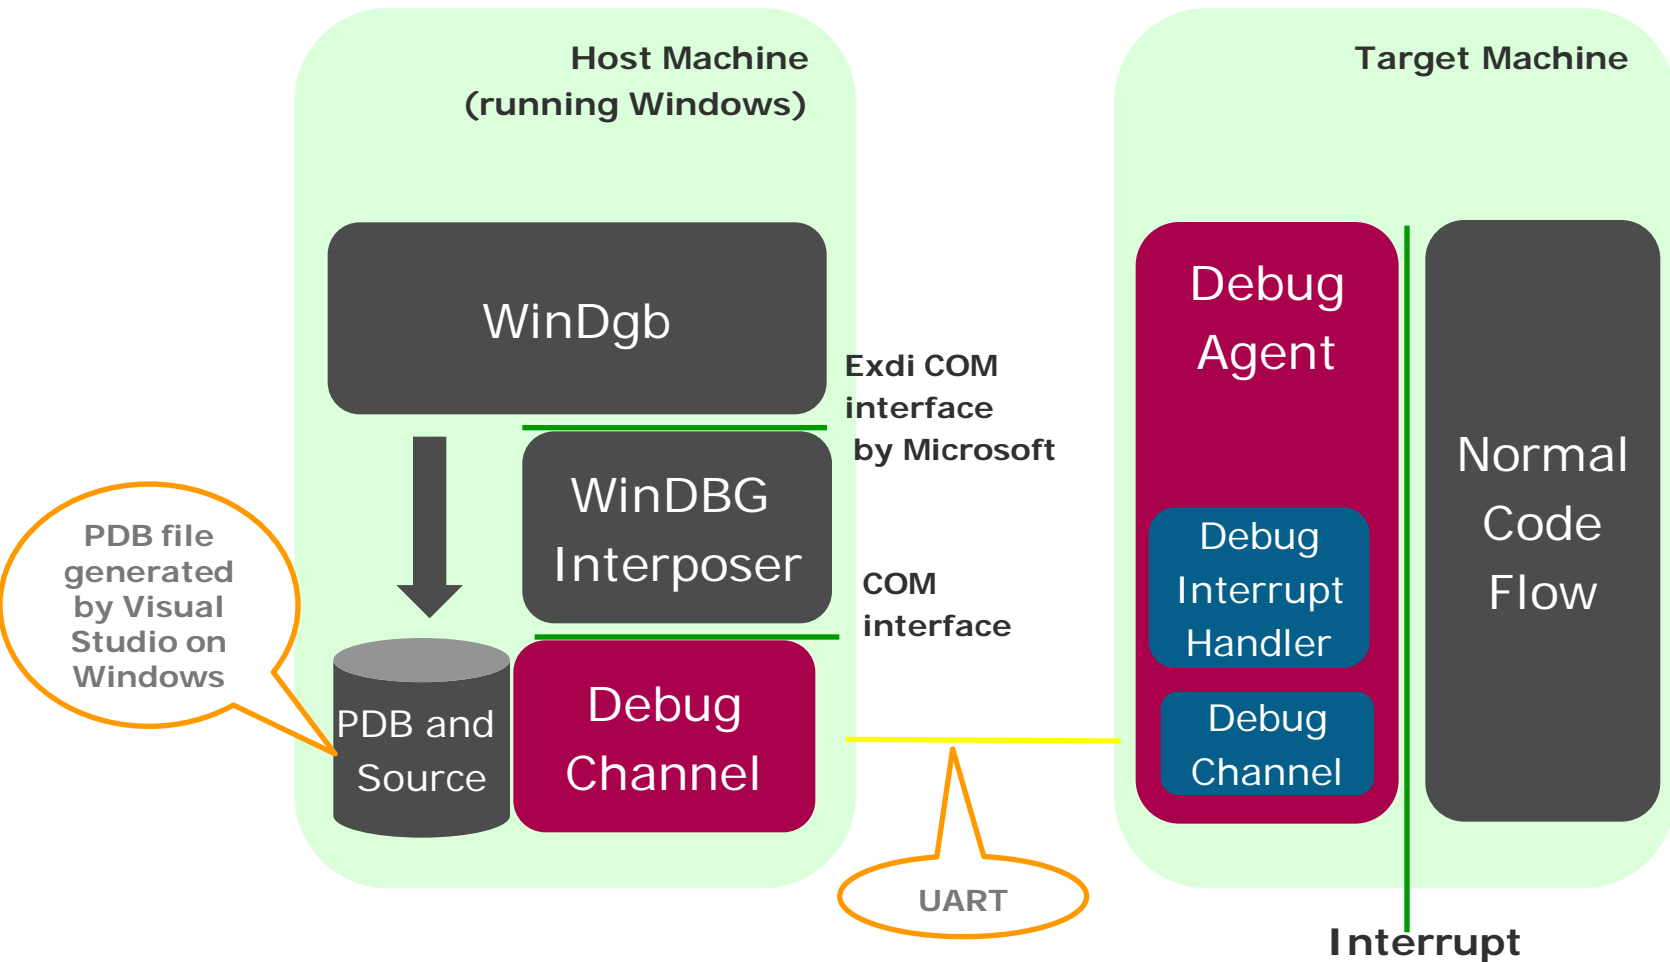 Host Machine
(running Windows)
Target Machine
WinDgb
Exdi COM
interface
by Microsoft
WinDBG
Interposer
COM
interface
PDB file
generated
by Visual
Studio on
Windows
PDB and
Source
Debug
Channel
UART
Debug
Agent
Debug
Interrupt
Handler
Debug
Channel
Normal
Code
Flow
Interrupt